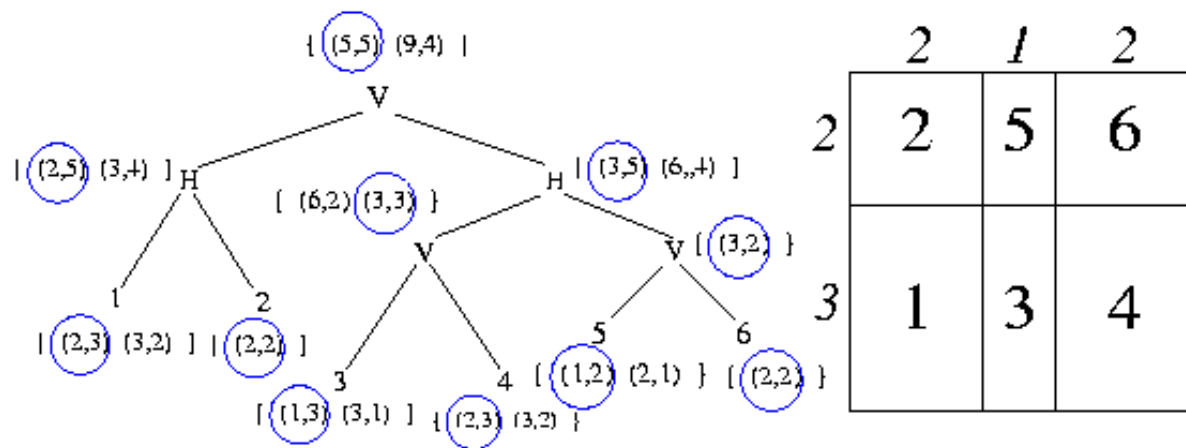 { (5,5) (9,4) ]
V
[ (2,5) (3,4) ]
H
[ (6,2) (3,3) }
H
[ (3,5) (6,,4) ]
V
V
[ (3,2) }
1
2
[ (2,3) (3,2) ]
[ (2,2) ]
3
4
5
6
[ (1,3) (3,1) ]
{ (2,3) (3,2) }
[ (1,2) (2,1) }
[ (2,2) }
2 1 2
2 2 5 6
3 1 3 4